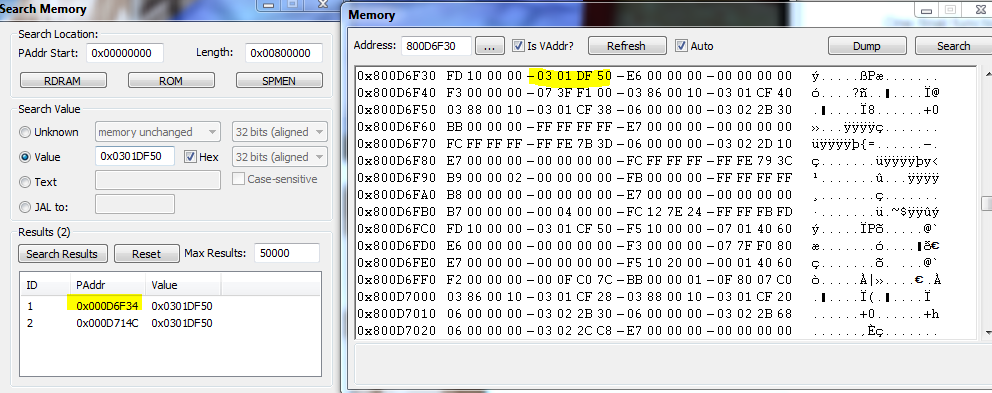 Search Memory
Search Location:
PAddr Start: 0x00000000 Length: 0x00800000
RDRAM ROM SPMEN
Search Value
Unknown memory unchanged 32 bits (aligned
Value 0x0301DF50 Hex 32 bits (aligned
Text Case-sensitive
JAL to:
Results (2)
Search Results Reset Max Results: 50000
ID PAddr Value
1 0x000D6F34 0x0301DF50
2 0x000D714C 0x0301DF50
Memory
Address: 800D6F30 ... Is VAddr? Refresh Auto Dump Search
0x800D6F30 FD 10 00 00 -03 01 DF 50 -E6 00 00 00 -00 00 00 00 ý......ßPæ.......
0x800D6F40 F3 00 00 00 -07 3F F1 00 -03 86 00 10 -03 01 CF 40
0x800D6F50 03 88 00 10 -03 01 CF 38 -06 00 00 00 -03 02 2B 30
0x800D6F60 BB 00 00 00 -FF FF FF FF -E7 00 00 00 -00 00 00 00 »...ÿÿÿÿç.......
0x800D6F70 FC FF FF FF -FF FE 7B 3D -06 00 00 00 -03 02 2D 10 üÿÿÿÿþ{=......-.
0x800D6F80 E7 00 00 00 -00 00 00 00 -FC FF FF FF -FF FE 79 3C ç.......üÿÿÿÿþy<
0x800D6F90 B9 00 00 02 -00 00 00 00 -FB 00 00 00 -FF FF FF FF ¹.......û...ÿÿÿÿ
0x800D6FA0 B8 00 00 00 -00 00 00 00 -E7 00 00 00 -00 00 00 00 ¸.......ç.......
0x800D6FB0 B7 00 00 00 -00 04 00 00 -FC 12 7E 24 -FF FF FB FD ·.......ü.~$ÿÿûý
0x800D6FC0 FD 10 00 00 -03 01 CF 50 -F5 10 00 00 -07 01 40 60 ý.....ÏPõ.....@`
0x800D6FD0 E6 00 00 00 -00 00 00 00 -F3 00 00 00 -07 7F F0 80
0x800D6FE0 E7 00 00 00 -00 00 00 00 -F5 10 20 00 -00 01 40 60 ç.......õ. ...@`
0x800D6FF0 F2 00 00 00 -00 0F C0 7C -BB 00 00 01 -0F 80 07 C0 ò.....À|»....€.À
0x800D7000 03 86 00 10 -03 01 CF 28 -03 88 00 10 -03 01 CF 20
0x800D7010 06 00 00 00 -03 02 2B 30 -06 00 00 00 -03 02 2B 68 ......+0......+h
0x800D7020 06 00 00 00 -03 02 2C C8 -E7 00 00 00 -00 00 00 00 ......,Èç.......